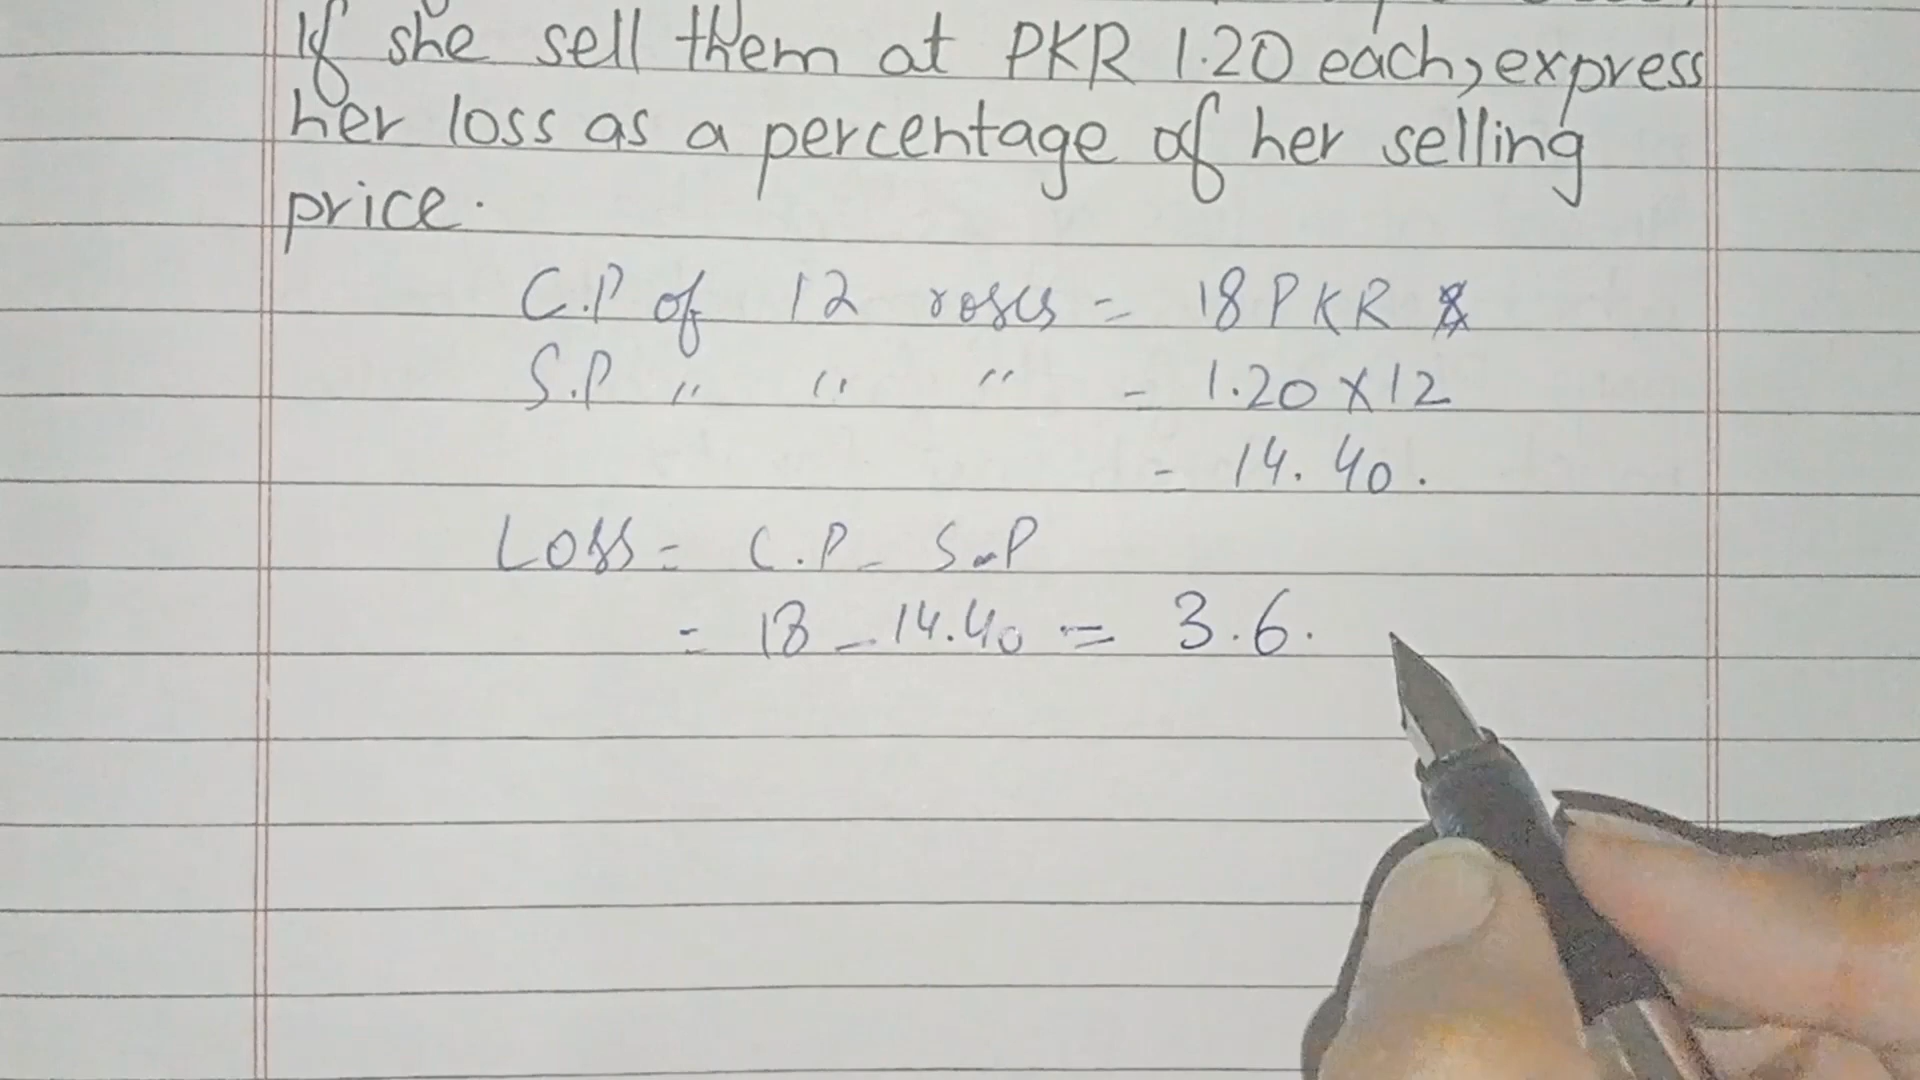 If she sell them at PKR 1.20 each, express
her loss as a percentage of her selling
price.
C.P of 12 roses = 18 PKR
S.P " " " = 1.20 x 12
= 14.40.
Loss = C.P - S.P
= 18 - 14.40 = 3.6.